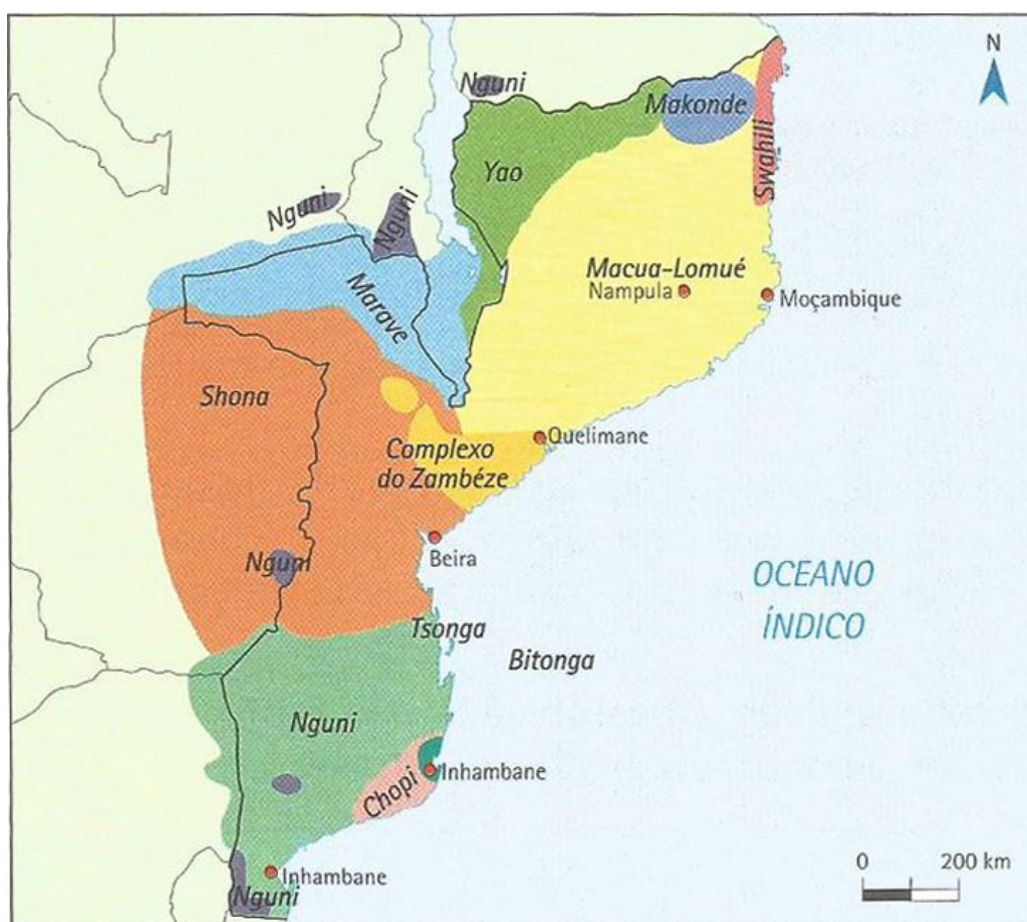 N
Nguni
Makonde
Swahili
Yao
Nguni
Nguni
Marave
Macua-Lomué
Nampula
Moçambique
Shona
Complexo
do Zambéze
Quelimane
Beira
Nguni
OCEANO
ÍNDICO
Tsonga
Bitonga
Nguni
Chopi
Inhambane
Inhambane
Nguni
0 200 km